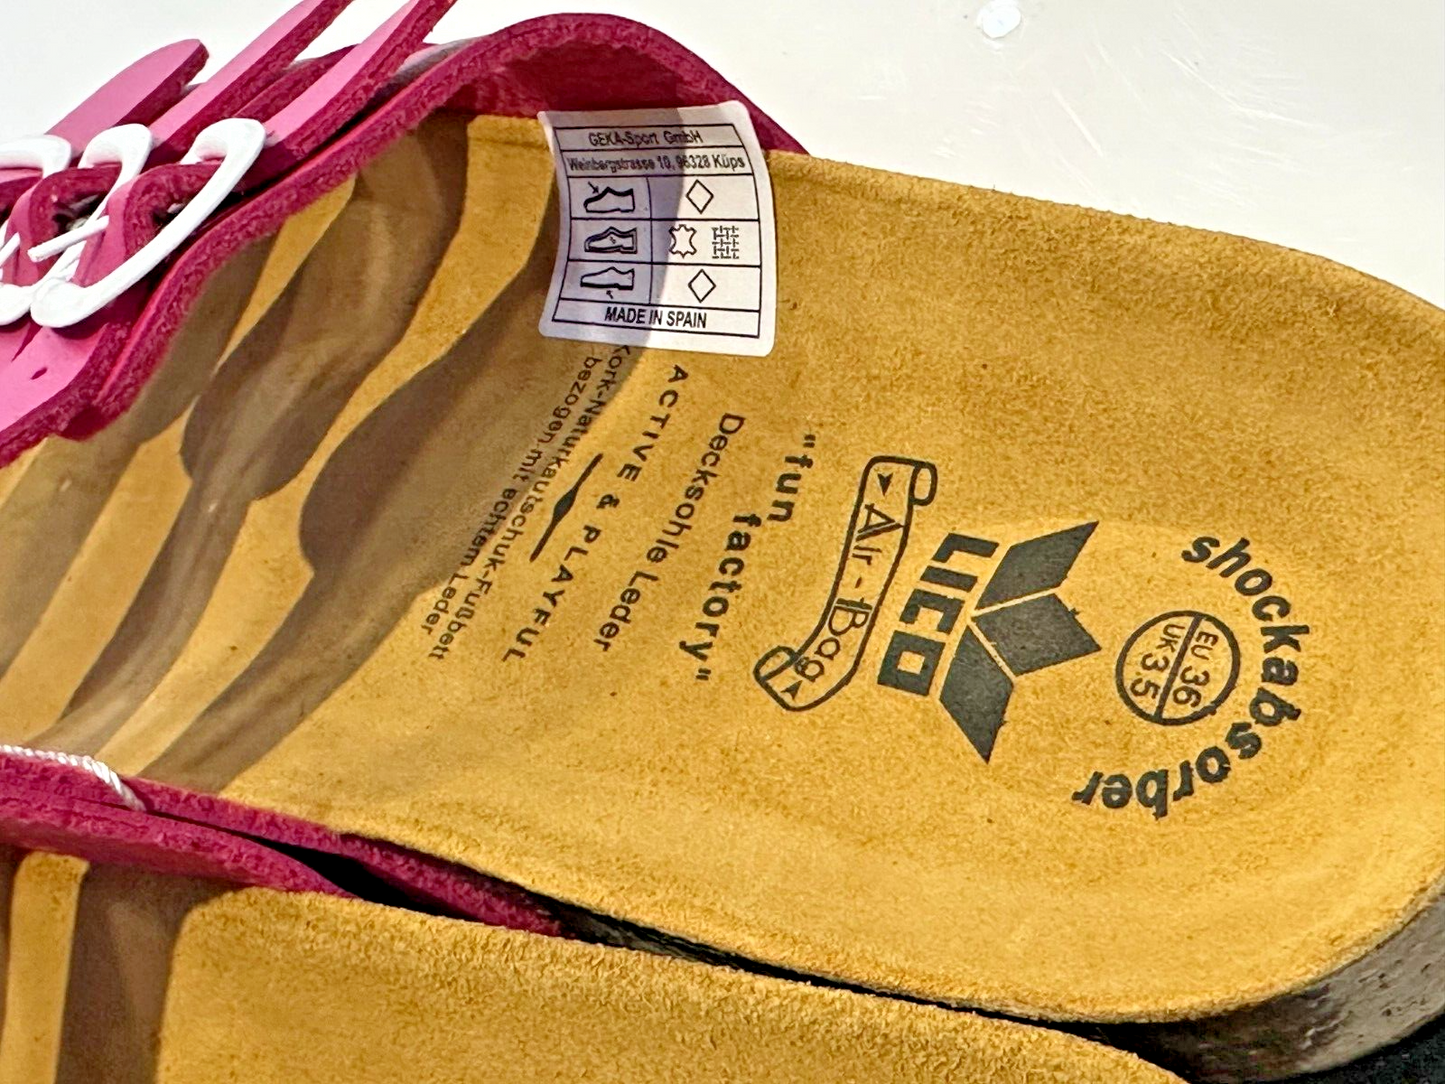 GEKA-Sport GmbH
Weinbergstrasse 10, 96328 Küps
MADE IN SPAIN
shockabsorber
EU 36
UK 3.5
LICO
Air-Bag
"fun factory"
Decksohle Leder
ACTIVE & PLAYFUL
Kork-Naturkautschuk-Fußbett
bezogen mit echtem Leder